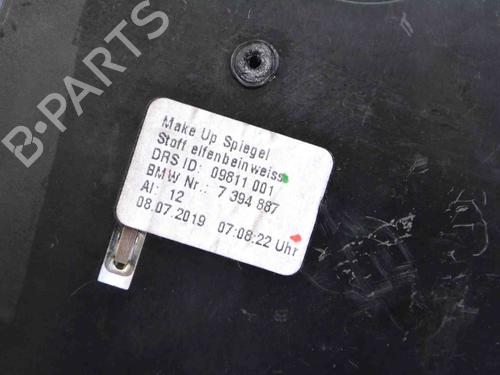 B-PARTS
Make Up Spiegel
Stoff elfenbeinweiss
DRS ID: 09811 001
BMW Nr.: 7 394 887
AI: 12
08.07.2019 07:08:22 Uhr